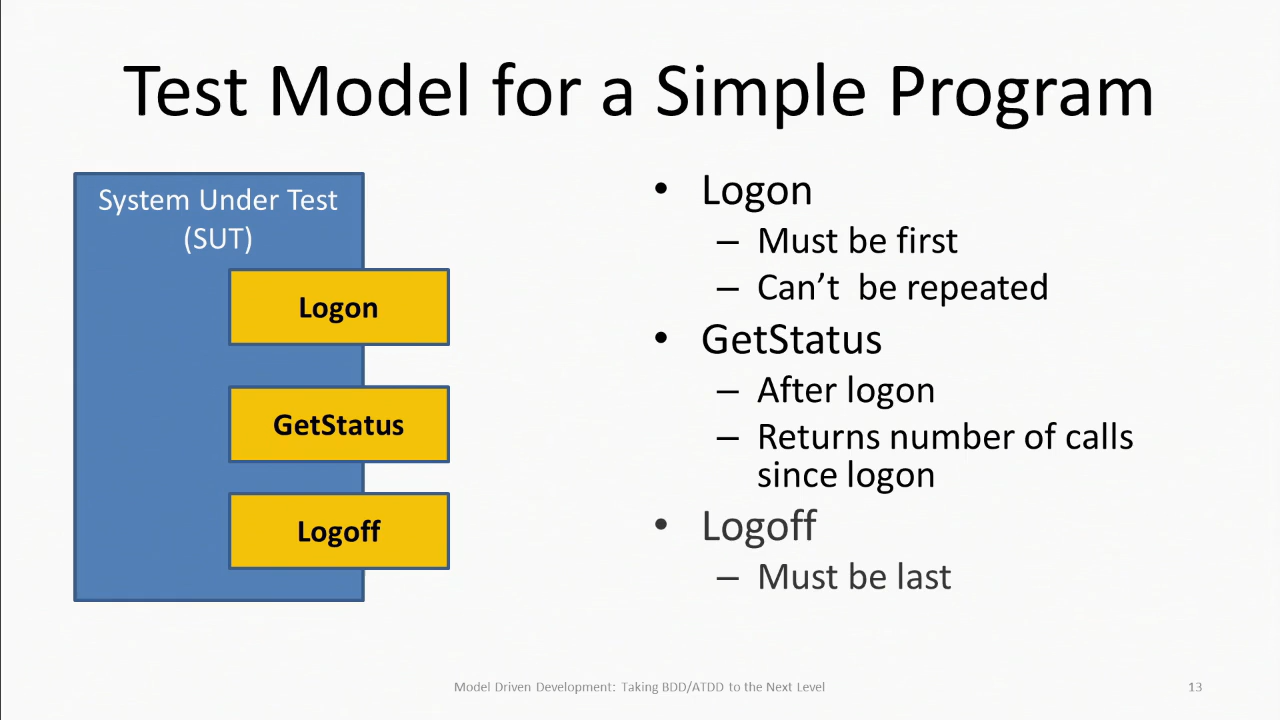 Test Model for a Simple Program
System Under Test
(SUT)
Logon
GetStatus
Logoff
• Logon
– Must be first
– Can’t  be repeated
• GetStatus
– After logon
– Returns number of calls
since logon
• Logoff
– Must be last
Model Driven Development: Taking BDD/ATDD to the Next Level
13